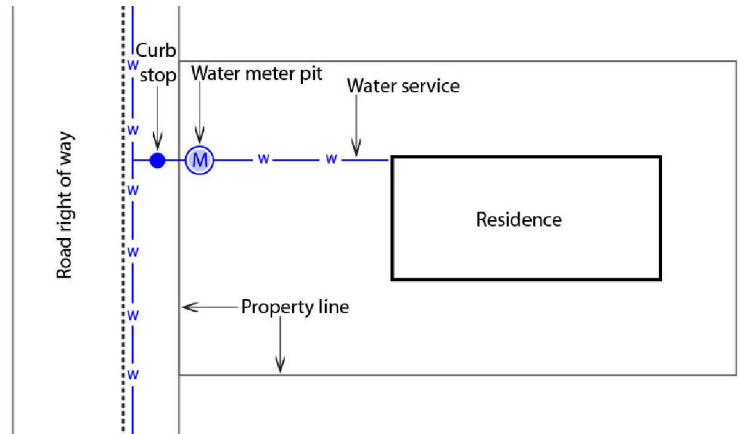 Curb
stop
Water meter pit
Water service
W
W
M
W
W
W
W
W
W
Road right of way
Residence
Property line